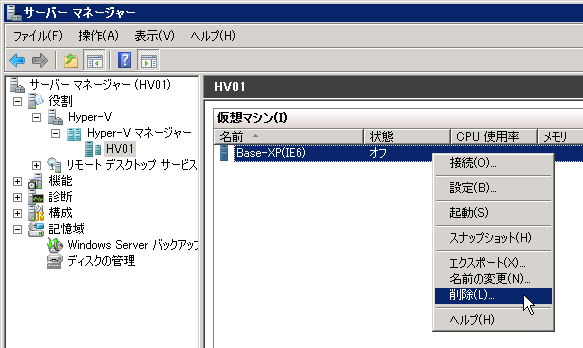 サーバー マネージャー
ファイル(F) 操作(A) 表示(V) ヘルプ(H)
サーバー マネージャー (HV01)
役割
Hyper-V
Hyper-V マネージャー
HV01
リモート デスクトップ サービス
機能
診断
構成
記憶域
Windows Server バックアップ
ディスクの管理
HV01
仮想マシン(I)
名前 状態 CPU 使用率 メモリ
Base-XP(IE6) オフ
接続(O)...
設定(B)...
起動(S)
スナップショット(H)
エクスポート(X)...
名前の変更(N)...
削除(L)...
ヘルプ(H)